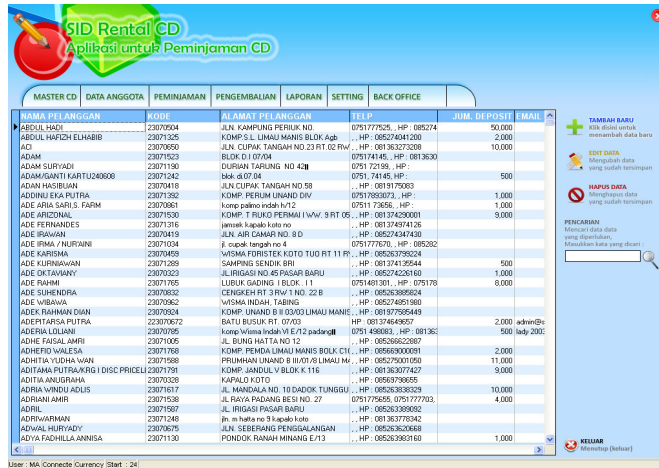 SID Rental CD
Aplikasi untuk Peminjaman CD
MASTER CD DATA ANGGOTA PEMINJAMAN PENGEMBALIAN LAPORAN SETTING BACK OFFICE
NAMA PELANGGAN KODE ALAMAT PELANGGAN TELP JUM. DEPOSIT EMAIL
ABDUL HADI 23070504 JLN. KAMPUNG PERIUK NO. 0751777525, , HP : 085274 50,000
ABDUL HAFIZH ELHABIB 23071325 KOMP.S.L. LIMAU MANIS BLOK Agb , , HP : 085274041200 2,000
ACI 23070650 JLN. CUPAK TANGAH NO.23 RT.02 RW , , HP : 081363273208 10,000
ADAM 23071523 BLOK D.I 07/04 075174145, , HP : 0813630
ADAM SURYADI 23071190 DURIAN TARUNG NO 42 0751 72199, , HP :
ADAM/GANTI KARTU240608 23071242 blok di.07.04 0751, 74145, HP : 500
ADAN HASIBUAN 23070418 JLN.CUPAK TANGAH NO.58 , , HP : 0819175083
ADDINU EKA PUTRA 23071392 KOMP. PERUM UNAND DIV 07517893073, , HP : 1,000
ADE ARIA SARI,S. FARM 23070861 komp palimo indah h/12 07511 73656, , HP : 1,000
ADE ARIZONAL 23071530 KOMP. T RUKO PERMAI I WW. 9 RT 05 , , HP : 081374290001 9,000
ADE FERNANDES 23071316 jamsek kapalo koto no , , HP : 081374974126
ADE IRAWAN 23070419 JLN. AIR CAMAR NO. 8 D , , HP : 085274347430
ADE IRMA / NUR'AINI 23071034 jl. cupak tangah no 4 0751777670, , HP : 085282
ADE KARISMA 23070459 WISMA FORISTEK KOTO TUO RT 11 R , , HP : 085263799224
ADE KURNIAWAN 23071289 SAMPING SENDIK BRI , , HP : 081374135544 500
ADE OKTAVIANY 23070323 JL.IRIGASI NO.45 PASAR BARU , , HP : 085274226160 1,000
ADE RAHMI 23071765 LUBUK GADING I BLOK . I 1 0751481301, , HP : 075178 8,000
ADE SUHENDRA 23070832 CENGKEH RT 3 RW 1 NO. 22 B , , HP : 085263885824
ADE WIBAWA 23070962 WISMA INDAH, TABING , , HP : 085274851980
ADEK RAHMAN DIAN 23070924 KOMP. UNAND B II 03/03 LIMAU MANIS , , HP : 081977585449
ADEPITARSA PUTRA 223070672 BATU BUSUK RT. 07/03 HP : 081374649657 2,000 admin@s
ADERIA LOLIANI 23070785 komp Wisma Indah VI E/12 padang 0751 498083, , HP : 08136 500 lady 2003
ADHE FAISAL AMRI 23071005 JL. BUNG HATTA NO 12 , , HP : 085266622887
ADHEFIO WALESA 23071768 KOMP. PEMDA LIMAU MANIS BOLK C1 , , HP : 085669000091 2,000
ADHITIA YUDHA WAN 23071588 PRUMHAN UNAND B III/01/8 LIMAU M , , HP : 085275001050 11,000
ADITAMA PUTRA/KRG I DISC PRICELI 23071791 KOMP. JANDUL V BLOK K 116 , , HP : 081363077427 9,000
ADITIA ANUGRAHA 23070328 KAPALO KOTO , , HP : 08569798655
ADRIA WINDU ADLIS 23071617 JL. MANDALA NO. 10 DADOK TUNGGU , , HP : 085263838329 10,000
ADRIANI AMIR 23071538 JL RAYA PADANG BESI NO. 27 0751775655, 0751777703, 4,000
ADRIL 23071587 JL. IRIGASI PASAR BARU , , HP : 085263389092
ADRIWARMAN 23071248 jln. m hatta no 9 kapalo koto , , HP : 081363778342
ADWAL HURYADY 23070675 JLN. SEBERANG PENGGALANGAN , , HP : 085263620668
ADYA FADHILLA ANNISA 23071130 PONDOK RANAH MINANG E/13 , , HP : 085263983160 1,000
TAMBAH BARU
Klik disini untuk
menambah data baru
EDIT DATA
Mengubah data
yang sudah tersimpan
HAPUS DATA
Menghapus data
yang sudah tersimpan
PENCARIAN
Mencari data data
yang diperlukan,
Masukkan kata yang dicari :
KELUAR
Menutup (keluar)
User : MA Connecte Currency Start : 24